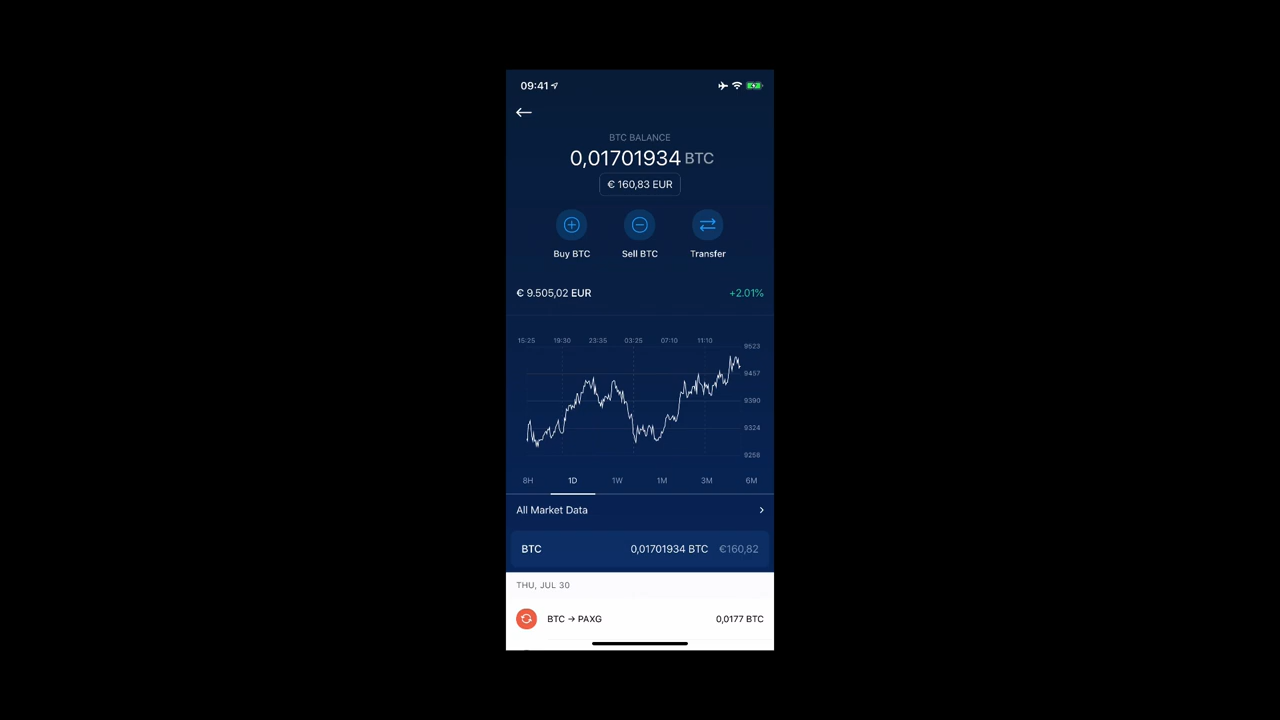 09:41
BTC BALANCE
0,01701934 BTC
€ 160,83 EUR
Buy BTC Sell BTC Transfer
€ 9.505,02 EUR +2.01%
15:25 19:30 23:35 03:25 07:10 11:10
9523
9457
9390
9324
9258
8H 1D 1W 1M 3M 6M
All Market Data
BTC 0,01701934 BTC €160,82
THU, JUL 30
BTC → PAXG 0,0177 BTC